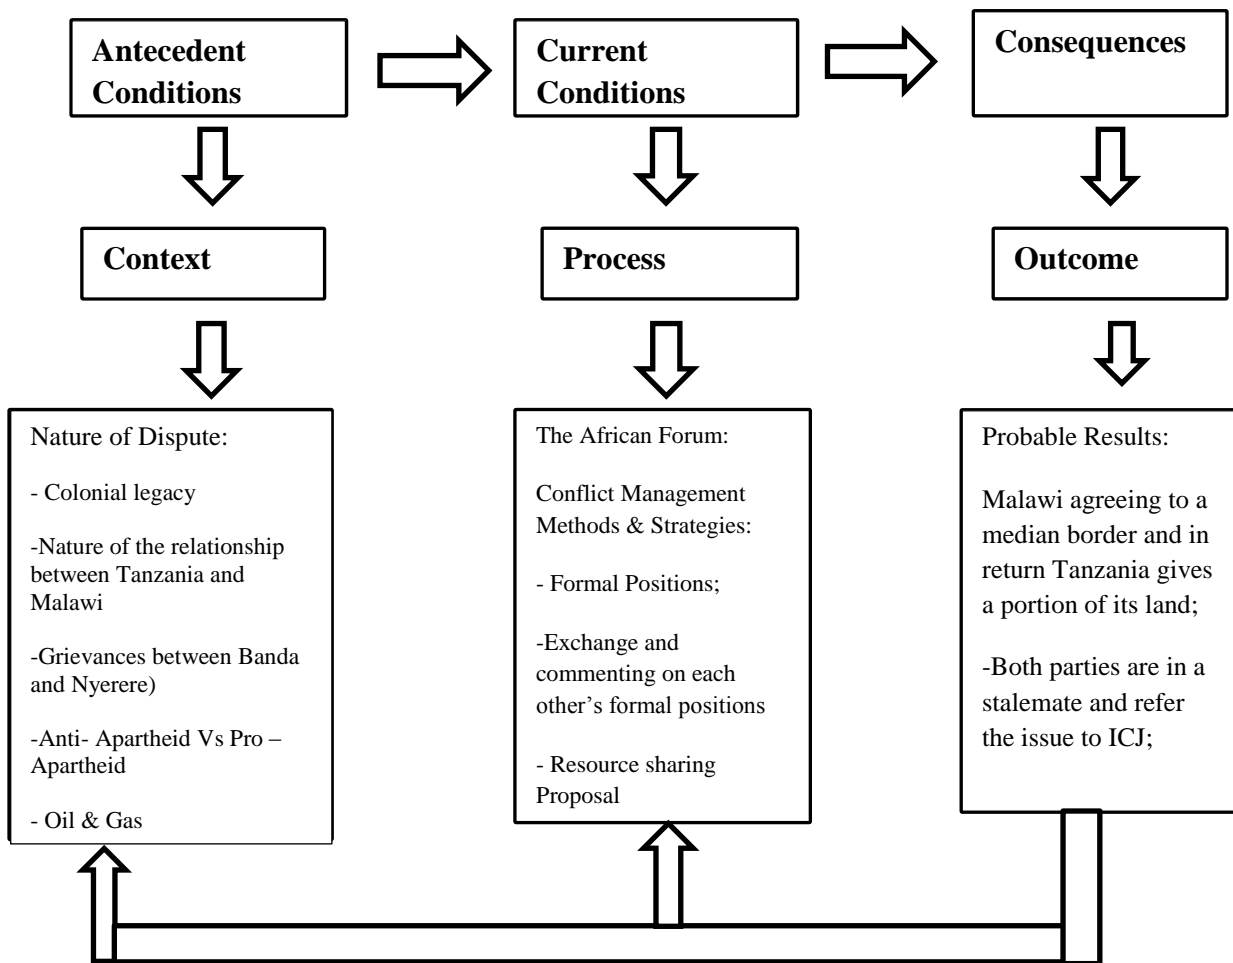 Antecedent
Conditions
Current
Conditions
Consequences
Context
Process
Outcome
Nature of Dispute:
- Colonial legacy
-Nature of the relationship
between Tanzania and
Malawi
-Grievances between Banda
and Nyerere)
-Anti- Apartheid Vs Pro –
Apartheid
- Oil & Gas
The African Forum:
Conflict Management
Methods & Strategies:
- Formal Positions;
-Exchange and
commenting on each
other’s formal positions
- Resource sharing
Proposal
Probable Results:
Malawi agreeing to a
median border and in
return Tanzania gives
a portion of its land;
-Both parties are in a
stalemate and refer
the issue to ICJ;